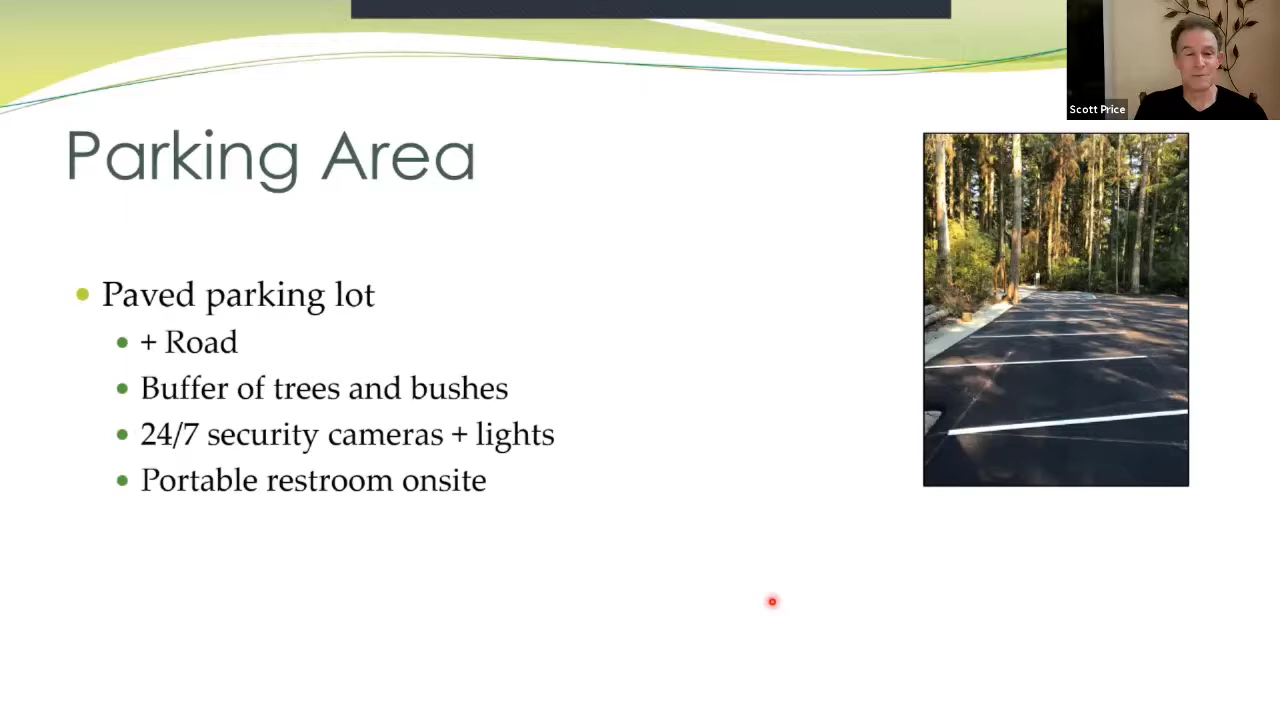 Scott Price
Parking Area
Paved parking lot
+ Road
Buffer of trees and bushes
24/7 security cameras + lights
Portable restroom onsite